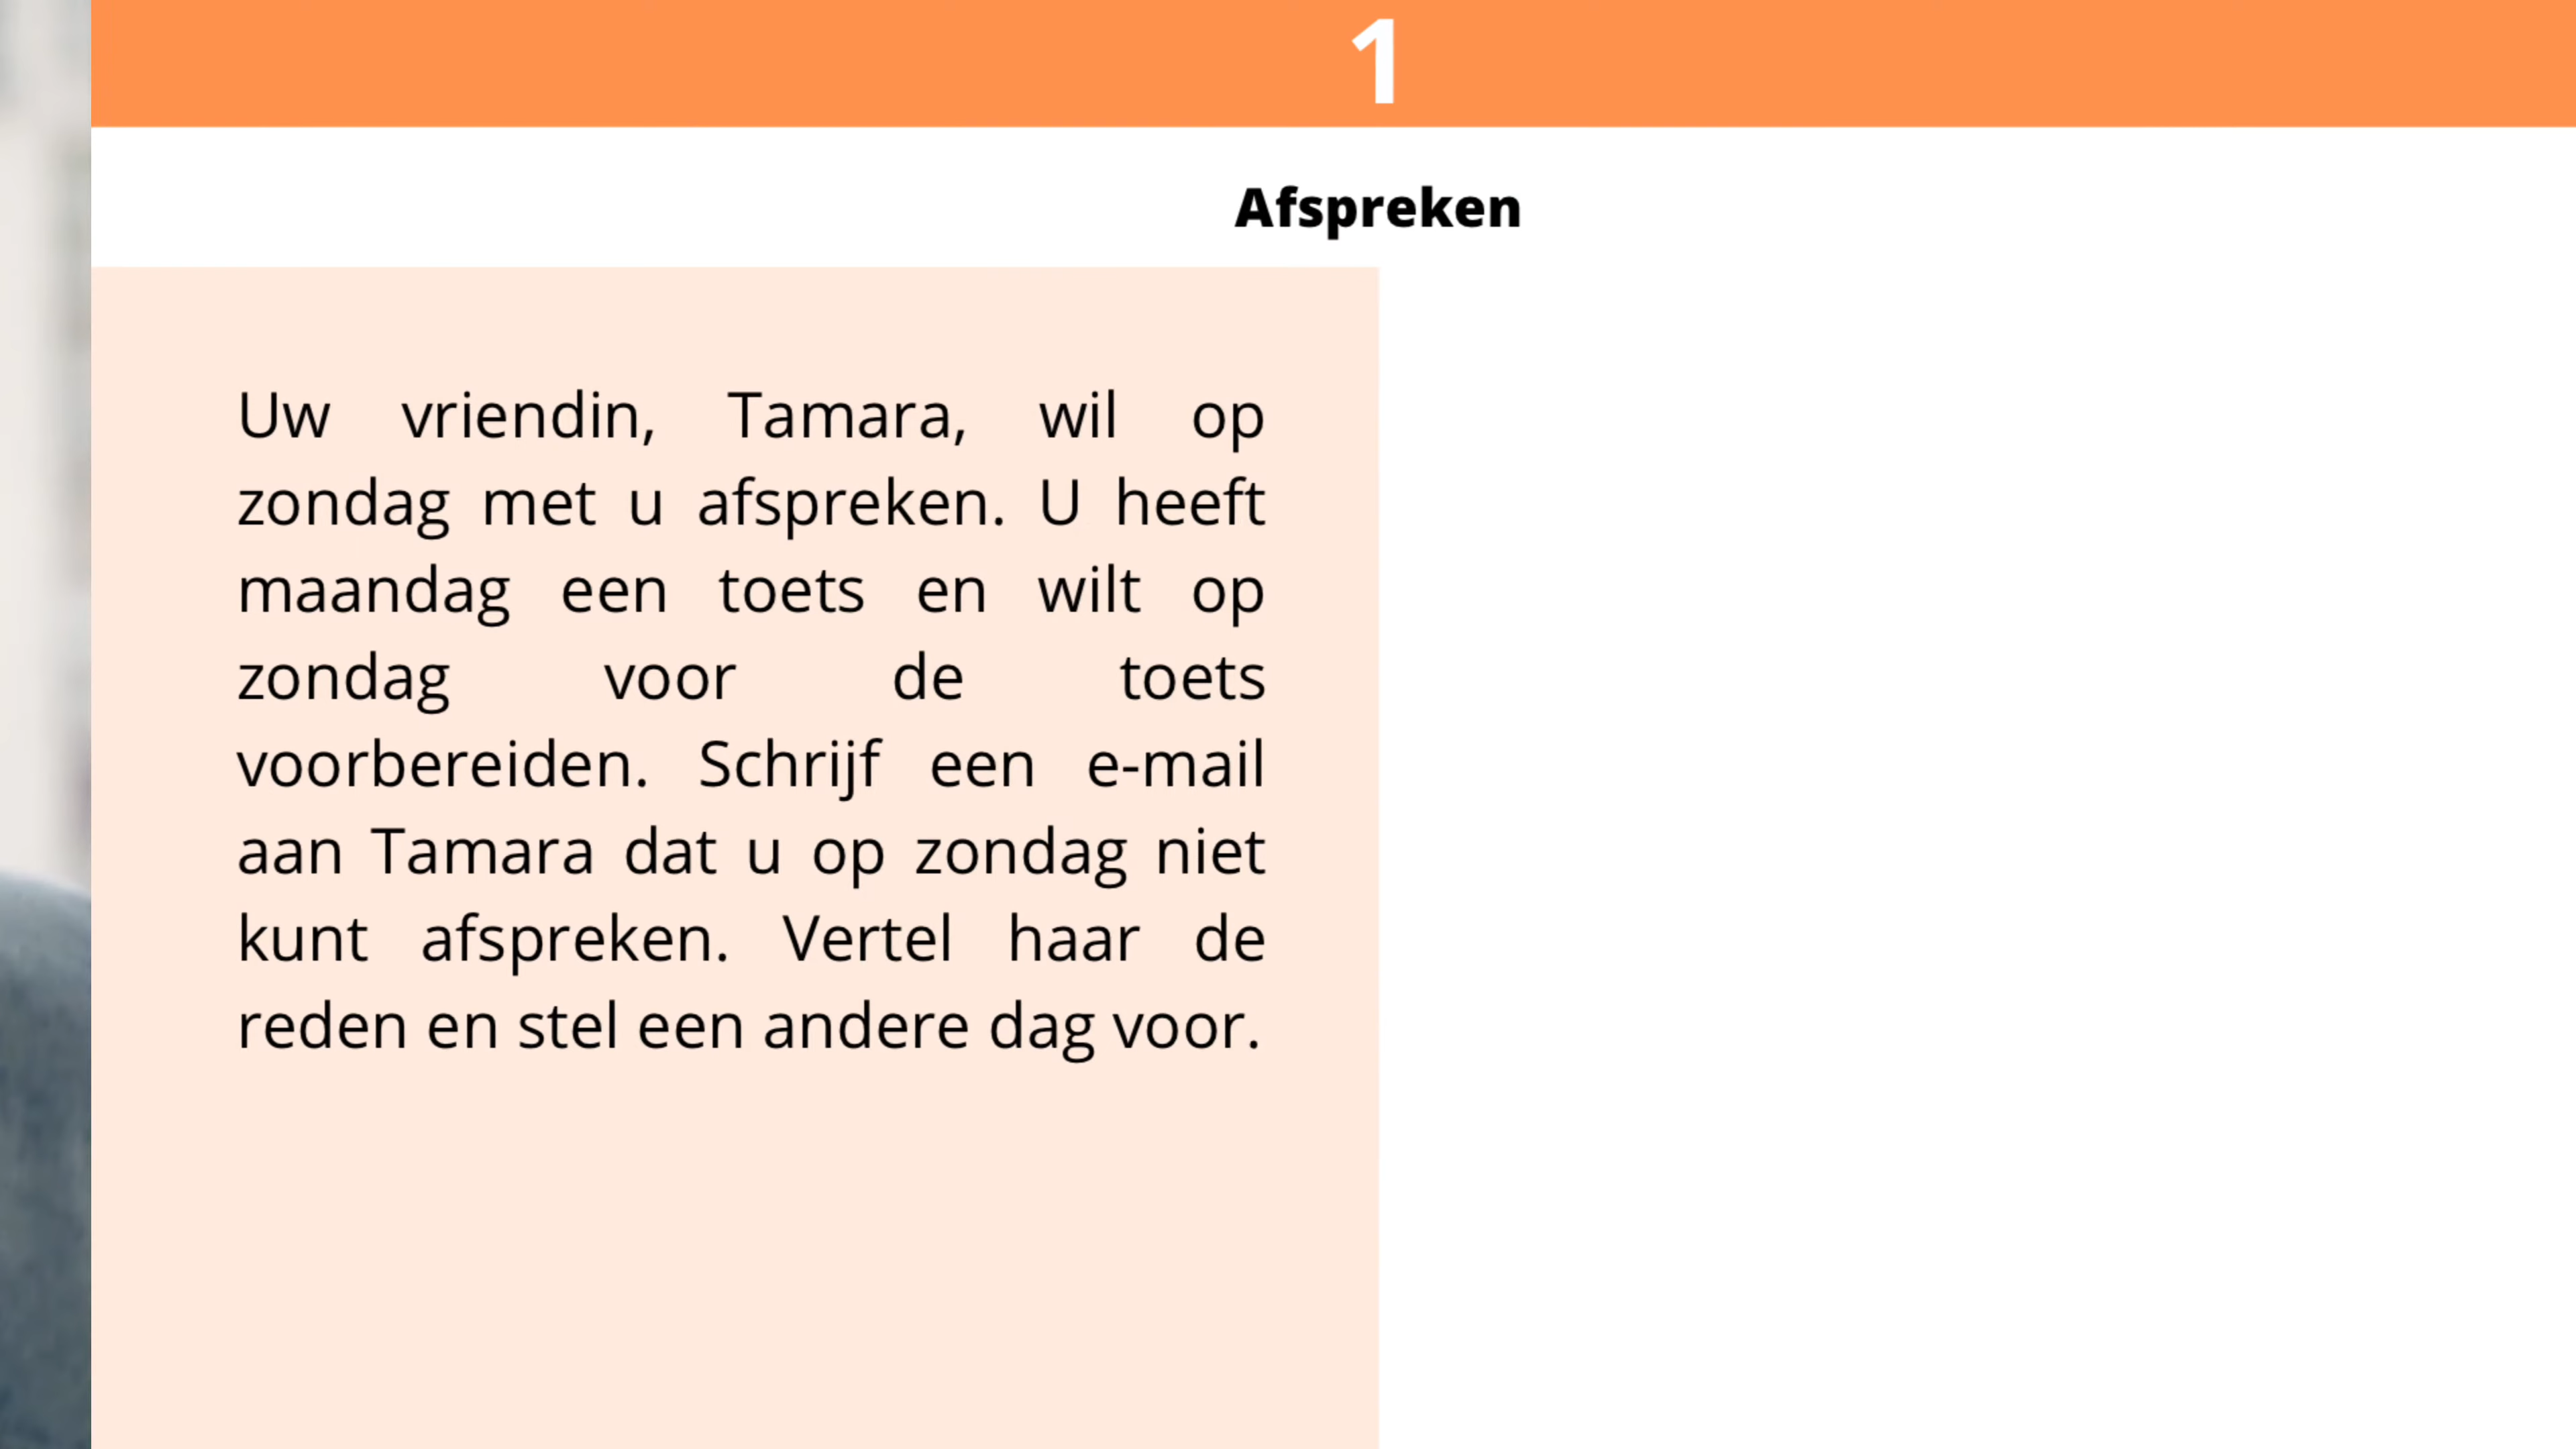 1
Afspreken
Uw vriendin, Tamara, wil op
zondag met u afspreken. U heeft
maandag een toets en wilt op
zondag voor de toets
voorbereiden. Schrijf een e-mail
aan Tamara dat u op zondag niet
kunt afspreken. Vertel haar de
reden en stel een andere dag voor.